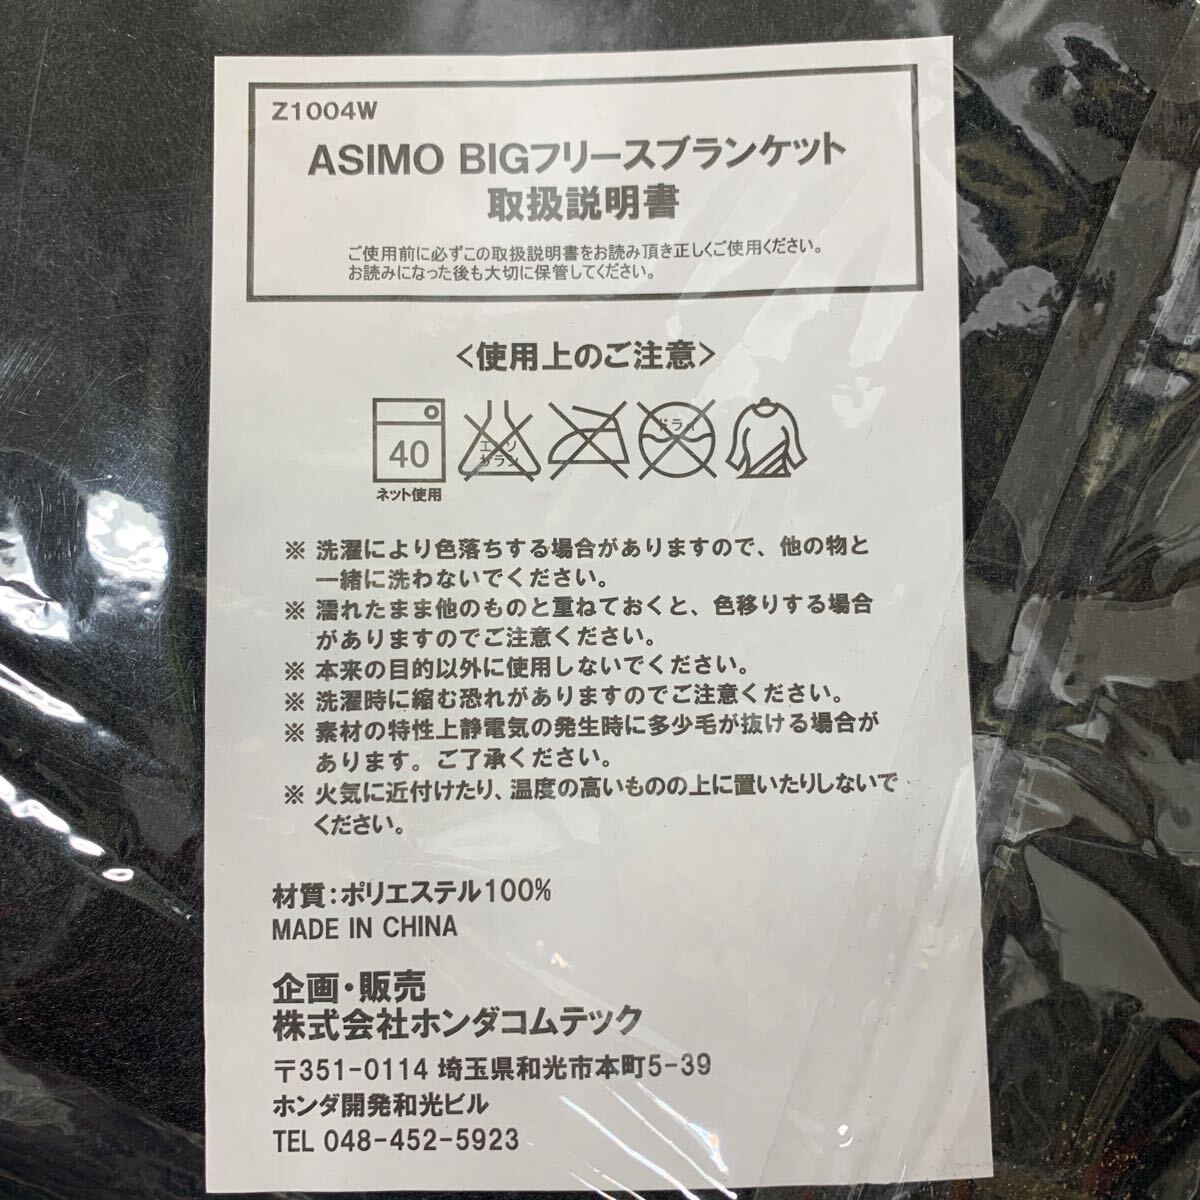 Z1004W
ASIMO BIGフリースブランケット
取扱説明書
ご使用前に必ずこの取扱説明書をお読み頂き正しくご使用ください。
お読みになった後も大切に保管してください。
<使用上のご注意>
40
エンソ
サラシ
ドライ
ネット使用
※ 洗濯により色落ちする場合がありますので、他の物と
一緒に洗わないでください。
※ 濡れたまま他のものと重ねておくと、色移りする場合
がありますのでご注意ください。
※ 本来の目的以外に使用しないでください。
※ 洗濯時に縮む恐れがありますのでご注意ください。
※ 素材の特性上静電気の発生時に多少毛が抜ける場合が
あります。ご了承ください。
※ 火気に近付けたり、温度の高いものの上に置いたりしないで
ください。
材質：ポリエステル100%
MADE IN CHINA
企画・販売
株式会社ホンダコムテック
〒351-0114 埼玉県和光市本町5-39
ホンダ開発和光ビル
TEL 048-452-5923